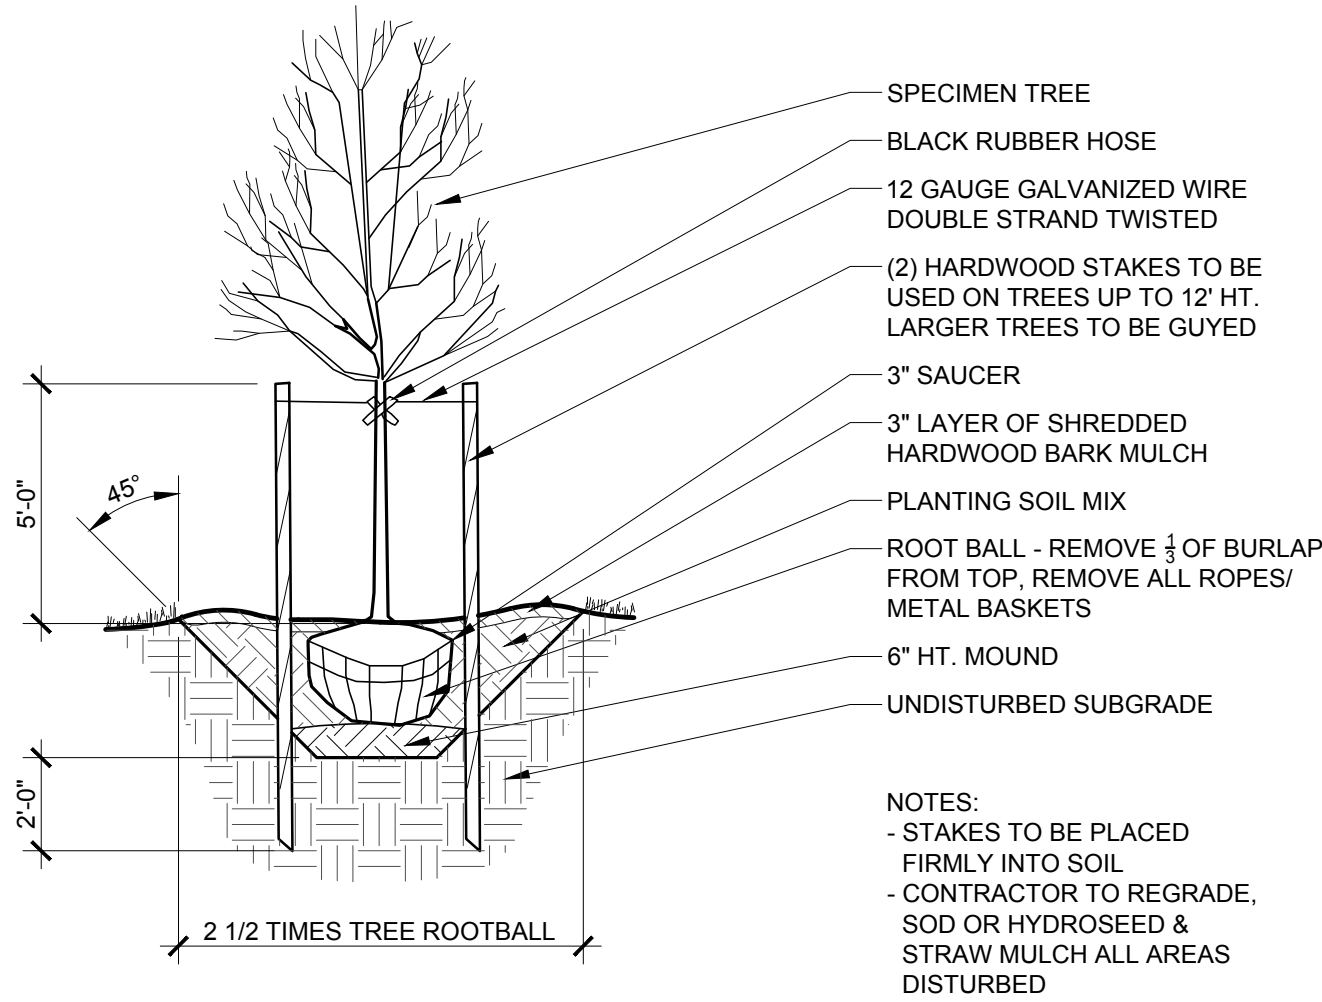 SPECIMEN TREE
BLACK RUBBER HOSE
12 GAUGE GALVANIZED WIRE
DOUBLE STRAND TWISTED
(2) HARDWOOD STAKES TO BE
USED ON TREES UP TO 12' HT.
LARGER TREES TO BE GUYED
3" SAUCER
3" LAYER OF SHREDDED
HARDWOOD BARK MULCH
PLANTING SOIL MIX
ROOT BALL - REMOVE 1/3 OF BURLAP
FROM TOP, REMOVE ALL ROPES/
METAL BASKETS
6" HT. MOUND
UNDISTURBED SUBGRADE
NOTES:
- STAKES TO BE PLACED
FIRMLY INTO SOIL
- CONTRACTOR TO REGRADE,
SOD OR HYDROSEED &
STRAW MULCH ALL AREAS
DISTURBED
5'-0"
45°
2'-0"
2 1/2 TIMES TREE ROOTBALL